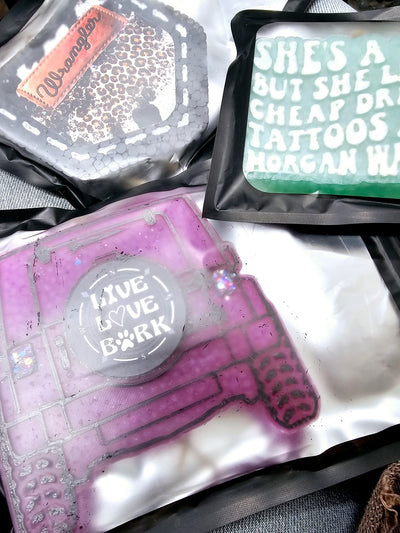 Wrangler
SHE'S A
BUT SHE L
CHEAP DR
TATTOOS
MORGAN WA
LIVE
LOVE
BARK